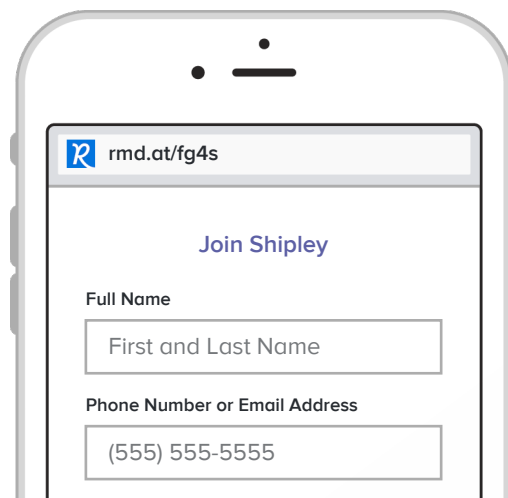 R rmd.at/fg4s
Join Shipley
Full Name
First and Last Name
Phone Number or Email Address
(555) 555-5555